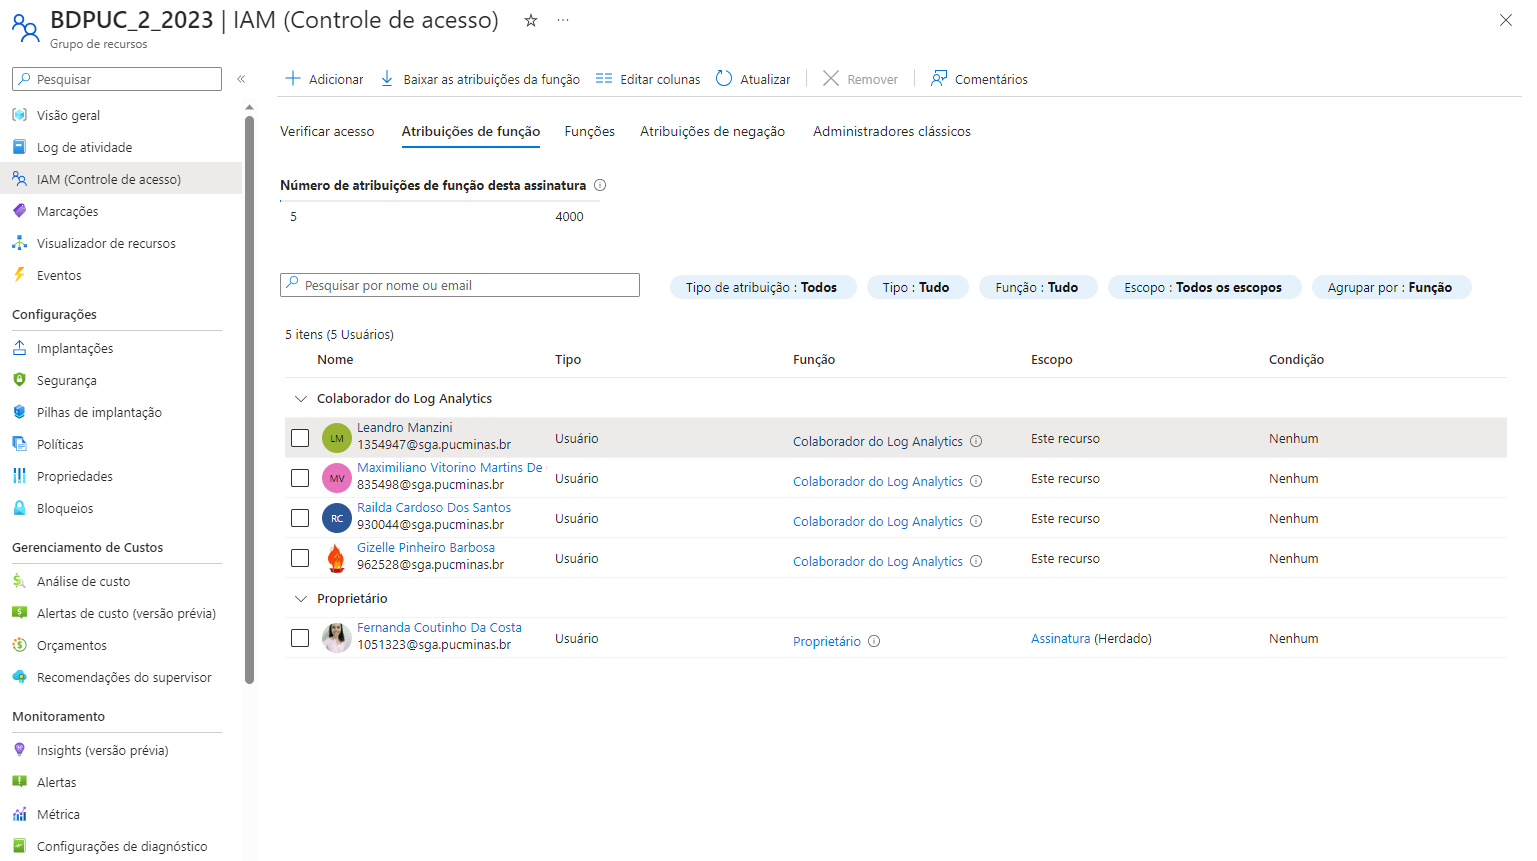 BDPUC_2_2023 | IAM (Controle de acesso) ☆ ...
Grupo de recursos
Pesquisar
«
Visão geral
Log de atividade
IAM (Controle de acesso)
Marcações
Visualizador de recursos
Eventos
Configurações
Implantações
Segurança
Pilhas de implantação
Políticas
Propriedades
Bloqueios
Gerenciamento de Custos
Análise de custo
Alertas de custo (versão prévia)
Orçamentos
Recomendações do supervisor
Monitoramento
Insights (versão prévia)
Alertas
Métrica
Configurações de diagnóstico
Adicionar Baixar as atribuições da função Editar colunas Atualizar Remover Comentários
Verificar acesso Atribuições de função Funções Atribuições de negação Administradores clássicos
Número de atribuições de função desta assinatura
5 4000
Pesquisar por nome ou email Tipo de atribuição : Todos Tipo : Tudo Função : Tudo Escopo : Todos os escopos Agrupar por : Função
5 itens (5 Usuários)
Nome Tipo Função Escopo Condição
Colaborador do Log Analytics
LM Leandro Manzini
1354947@sga.pucminas.br Usuário Colaborador do Log Analytics Este recurso Nenhum
MV Maximiliano Vitorino Martins De
835498@sga.pucminas.br Usuário Colaborador do Log Analytics Este recurso Nenhum
RC Railda Cardoso Dos Santos
930044@sga.pucminas.br Usuário Colaborador do Log Analytics Este recurso Nenhum
Gizelle Pinheiro Barbosa
962528@sga.pucminas.br Usuário Colaborador do Log Analytics Este recurso Nenhum
Proprietário
Fernanda Coutinho Da Costa
1051323@sga.pucminas.br Usuário Proprietário Assinatura (Herdado) Nenhum